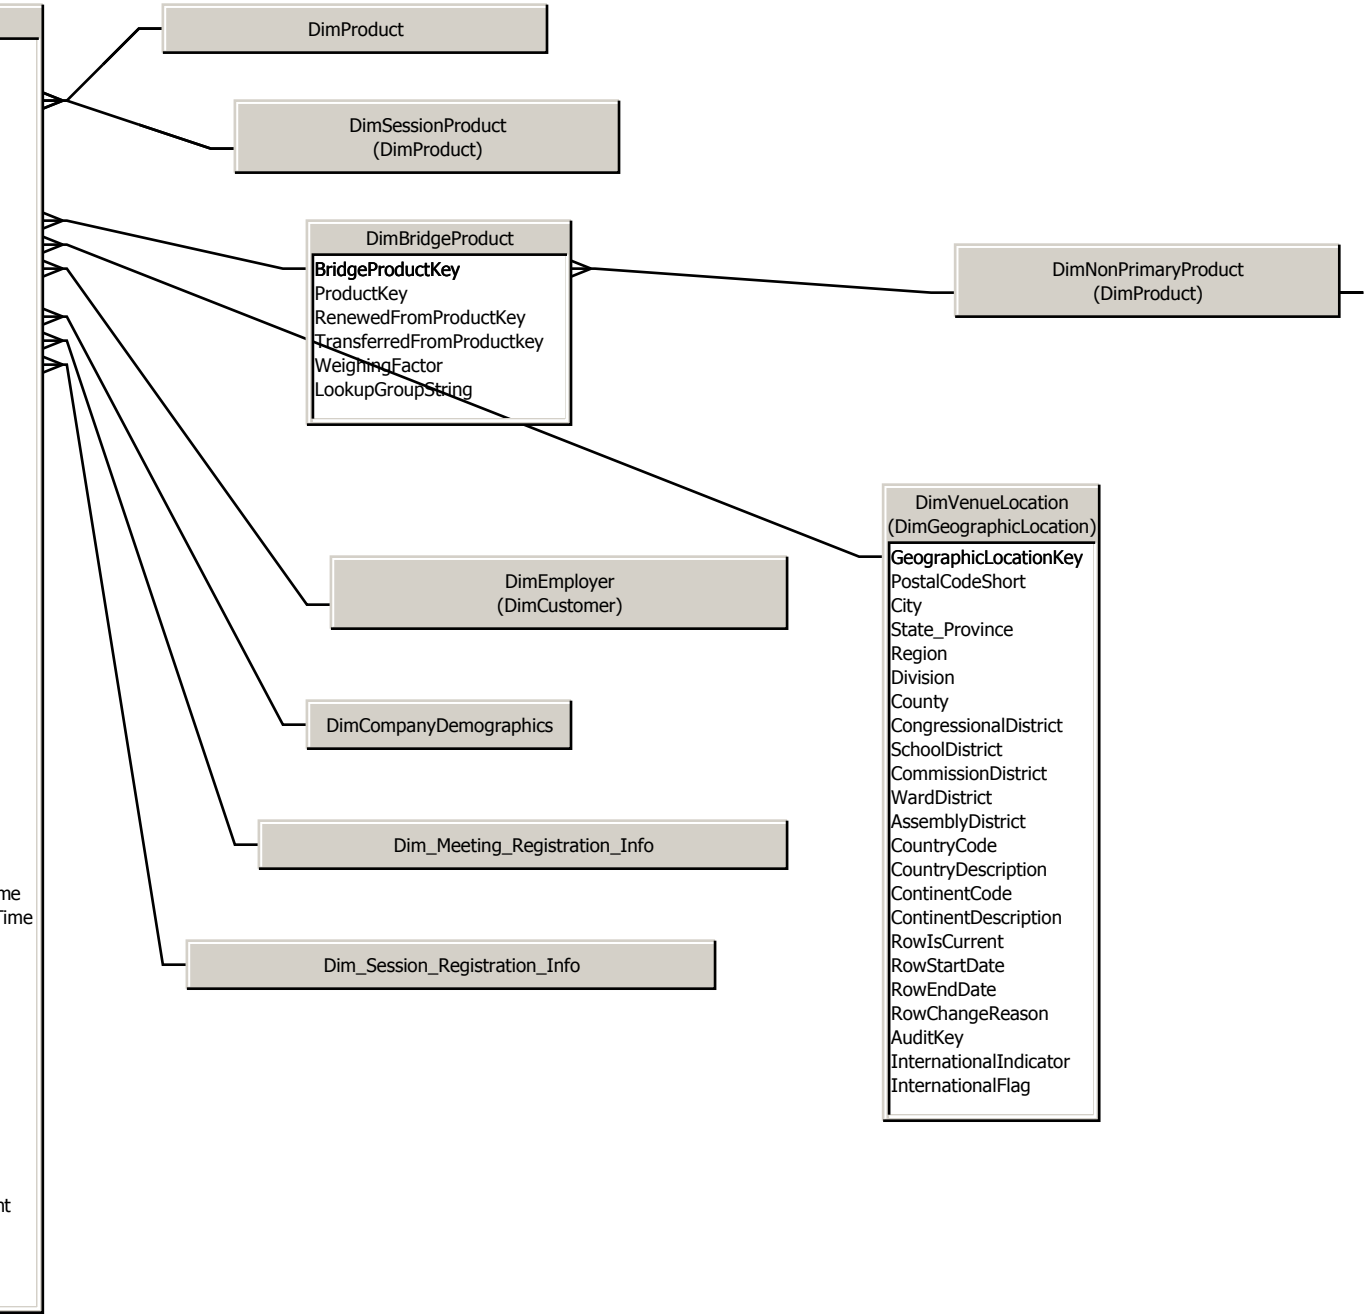 DimProduct
DimSessionProduct
(DimProduct)
DimBridgeProduct
BridgeProductKey
ProductKey
RenewedFromProductKey
TransferredFromProductkey
WeighingFactor
LookupGroupString
DimNonPrimaryProduct
(DimProduct)
DimVenueLocation
(DimGeographicLocation)
GeographicLocationKey
PostalCodeShort
City
State_Province
Region
Division
County
CongressionalDistrict
SchoolDistrict
CommissionDistrict
WardDistrict
AssemblyDistrict
CountryCode
CountryDescription
ContinentCode
ContinentDescription
RowIsCurrent
RowStartDate
RowEndDate
RowChangeReason
AuditKey
InternationalIndicator
InternationalFlag
DimEmployer
(DimCustomer)
DimCompanyDemographics
Dim_Meeting_Registration_Info
Dim_Session_Registration_Info